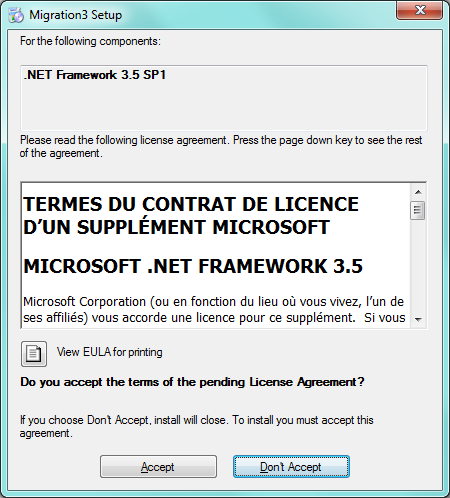 Migration3 Setup
For the following components:
.NET Framework 3.5 SP1
Please read the following license agreement. Press the page down key to see the rest
of the agreement.
TERMES DU CONTRAT DE LICENCE
D’UN SUPPLÉMENT MICROSOFT
MICROSOFT .NET FRAMEWORK 3.5
Microsoft Corporation (ou en fonction du lieu où vous vivez, l’un de
ses affiliés) vous accorde une licence pour ce supplément. Si vous
View EULA for printing
Do you accept the terms of the pending License Agreement?
If you choose Don't Accept, install will close. To install you must accept this
agreement.
Accept
Don't Accept